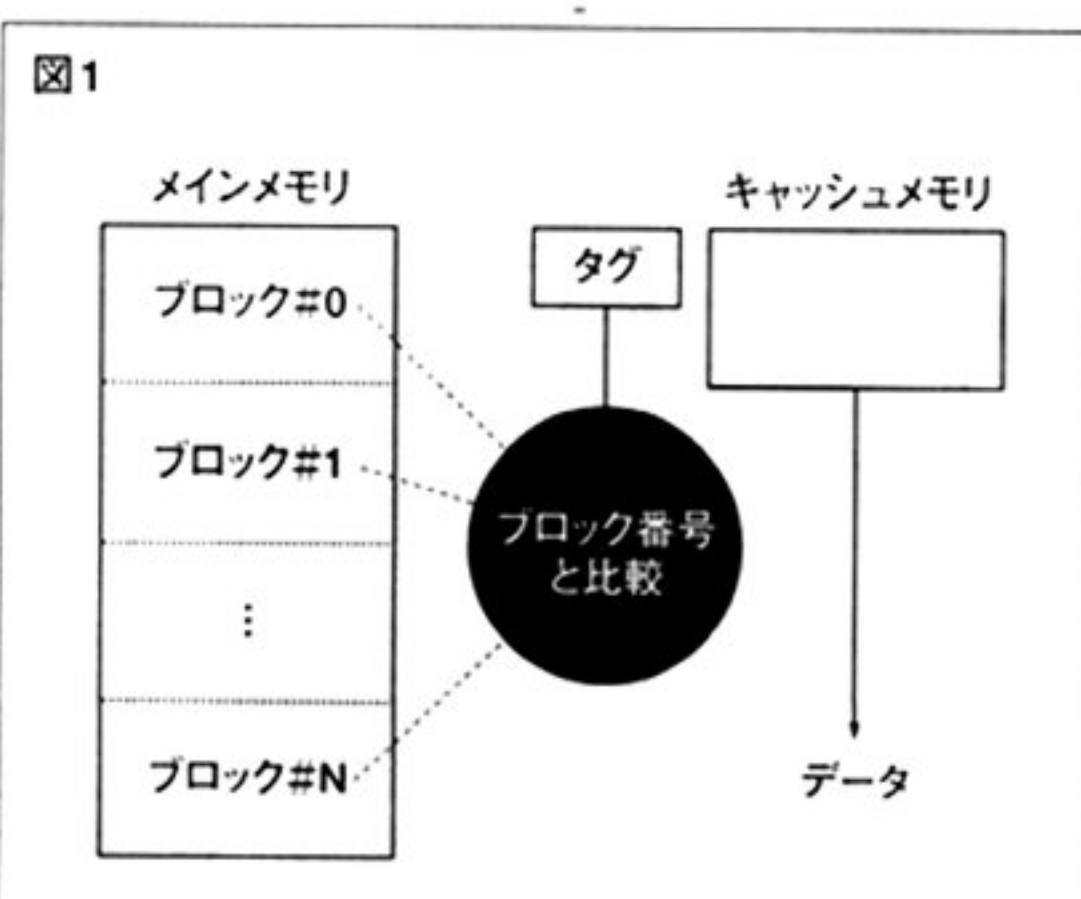 図1
メインメモリ
キャッシュメモリ
タグ
ブロック#0
ブロック#1
ブロック番号
と比較
⋮
ブロック#N
データ